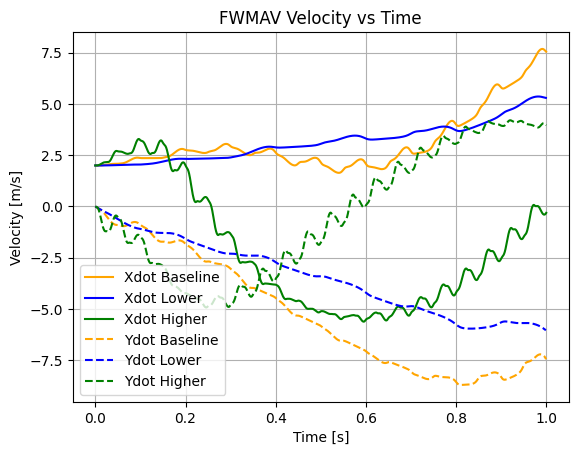 FWMAV Velocity vs Time
Velocity [m/s]
7.5
5.0
2.5
0.0
−2.5
−5.0
−7.5
Xdot Baseline
Xdot Lower
Xdot Higher
Ydot Baseline
Ydot Lower
Ydot Higher
0.0 0.2 0.4 0.6 0.8 1.0
Time [s]